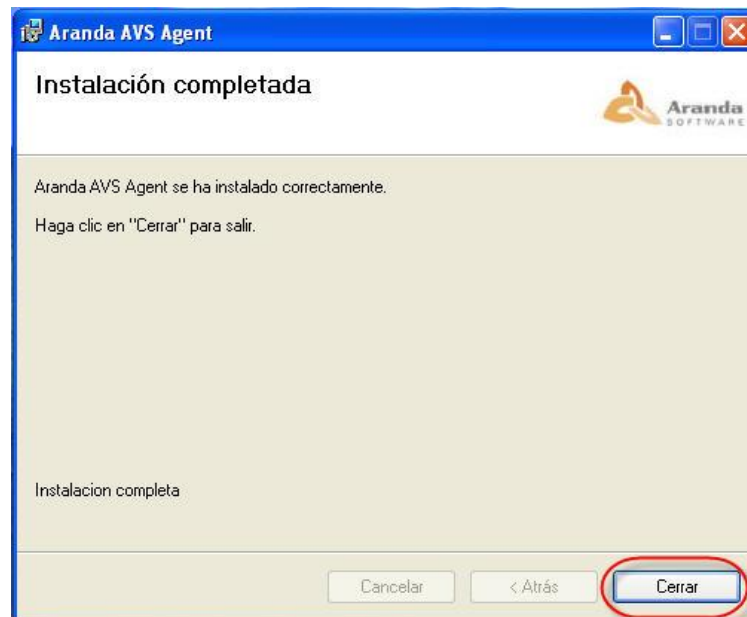 Aranda AVS Agent
Instalación completada
Aranda
SOFTWARE
Aranda AVS Agent se ha instalado correctamente.
Haga clic en "Cerrar" para salir.
Instalacion completa
Cancelar
< Atrás
Cerrar